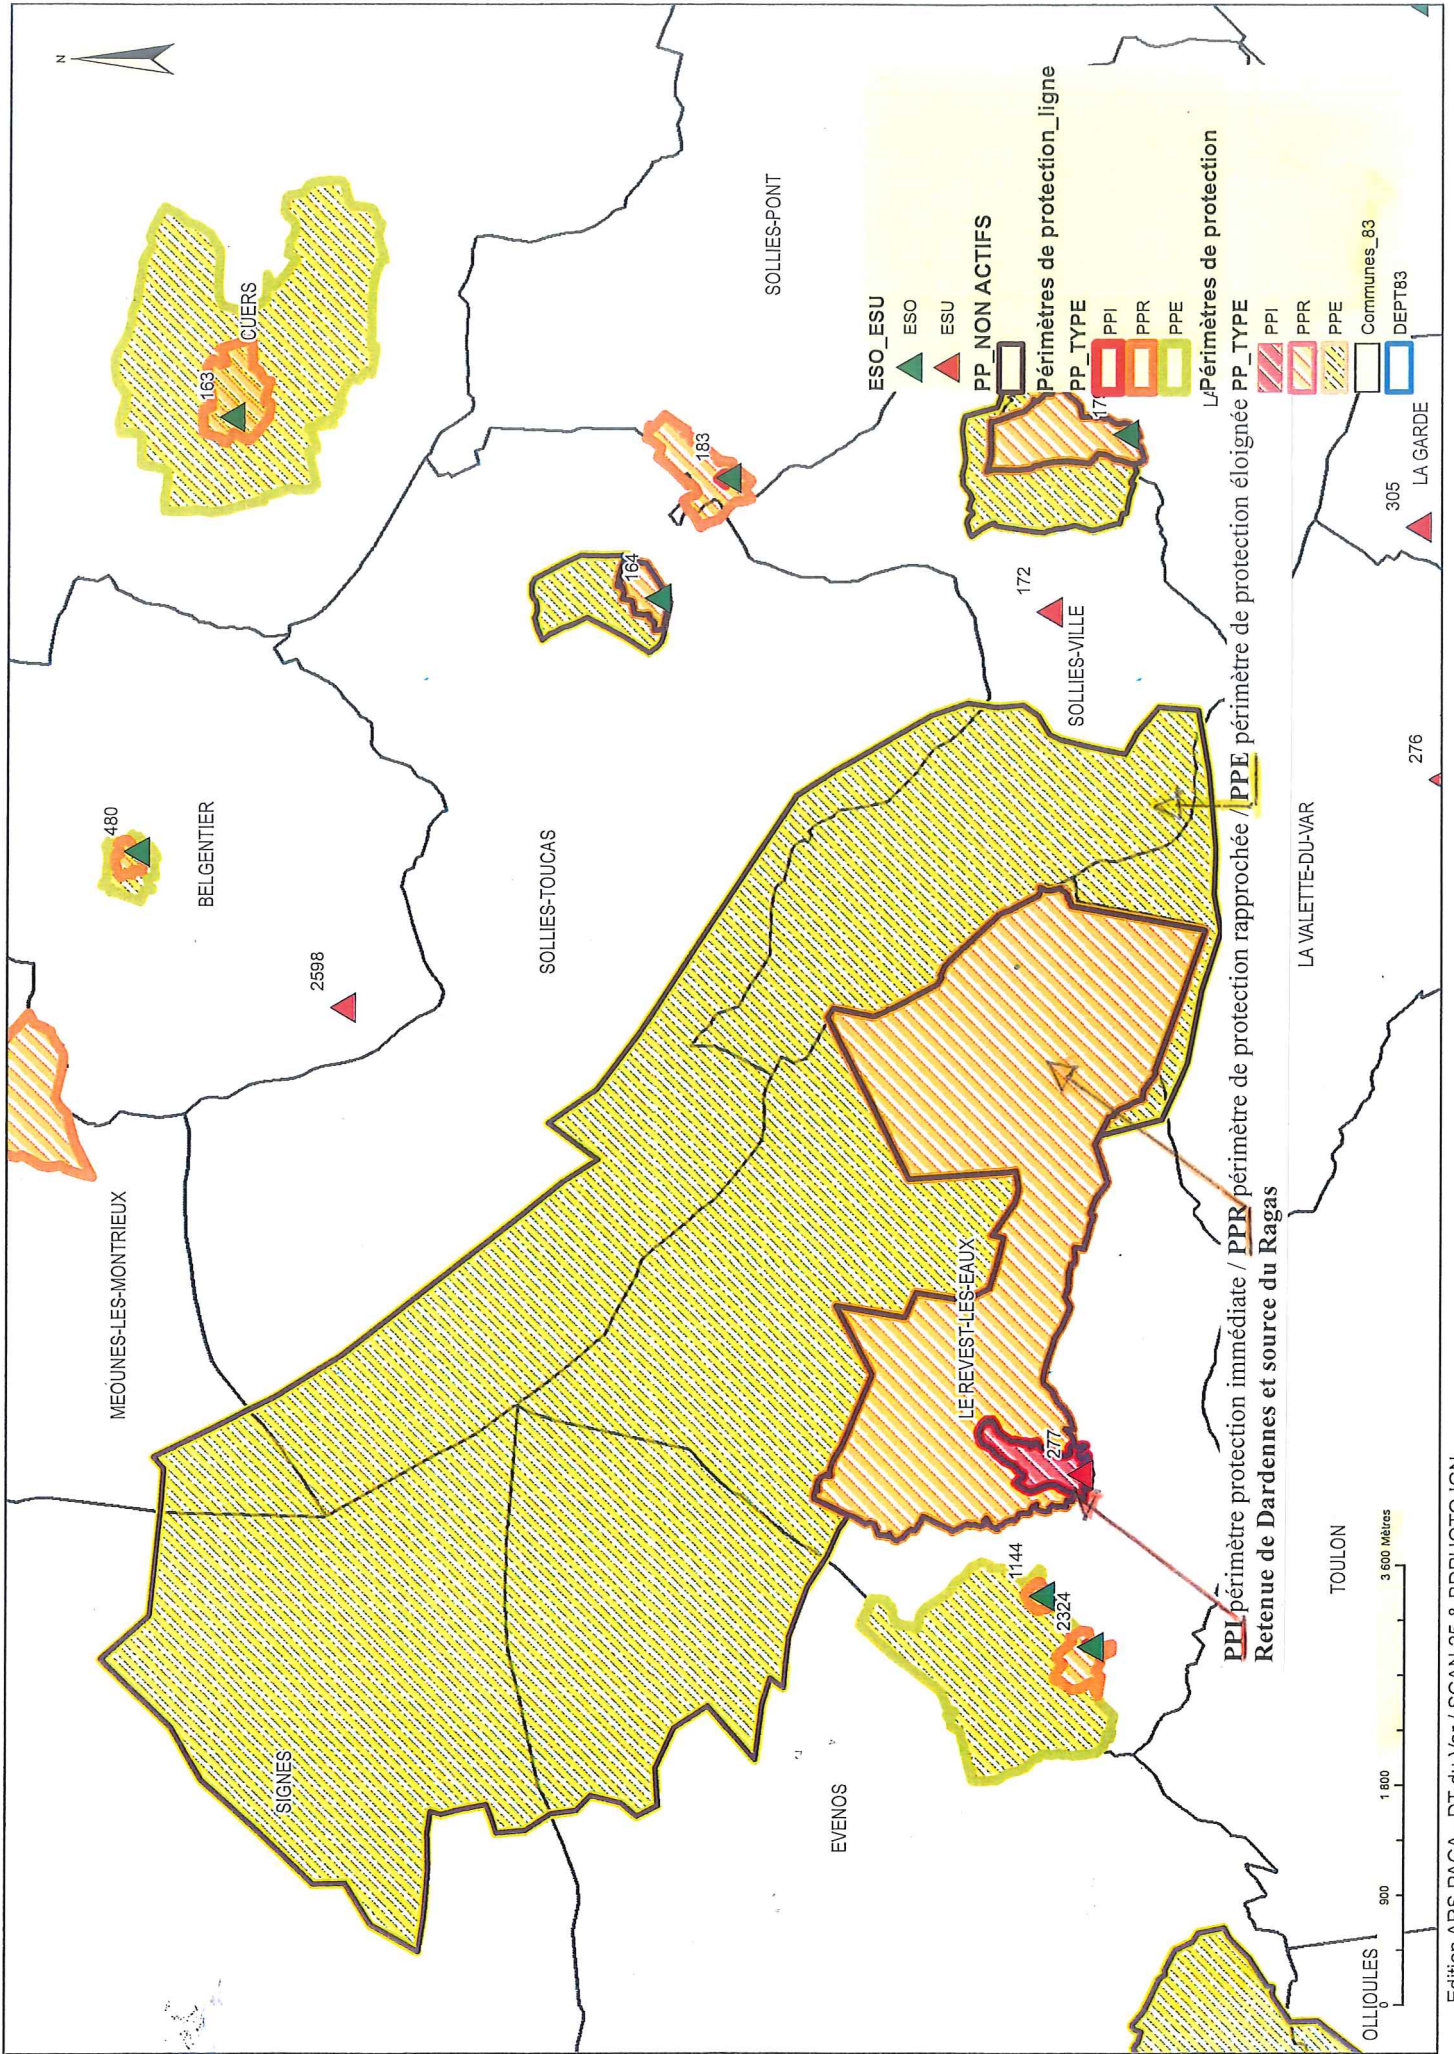 N
MEOUNES-LES-MONTRIEUX
480
BELGENTIER
2598
163
CUERS
SIGNES
SOLLIES-TOUCAS
164
183
SOLLIES-PONT
EVENOS
LE-REVEST-LES-EAUX
277
1144
2324
172
SOLLIES-VILLE
179
ESO_ESU
ESO
ESU
PP_NON ACTIFS
Périmètres de protection_ligne
PP_TYPE
PPI
PPR
PPE
Périmètres de protection
PP_TYPE
PPI
PPR
PPE
Communes_83
DEPT83
PPI périmètre protection immédiate / PPR périmètre de protection rapprochée / PPE périmètre de protection éloignée
Retenue de Dardennes et source du Ragas
LA VALETTE-DU-VAR
TOULON
276
305
LA GARDE
OLLIOULES
0 900 1 800 3 600 Mètres